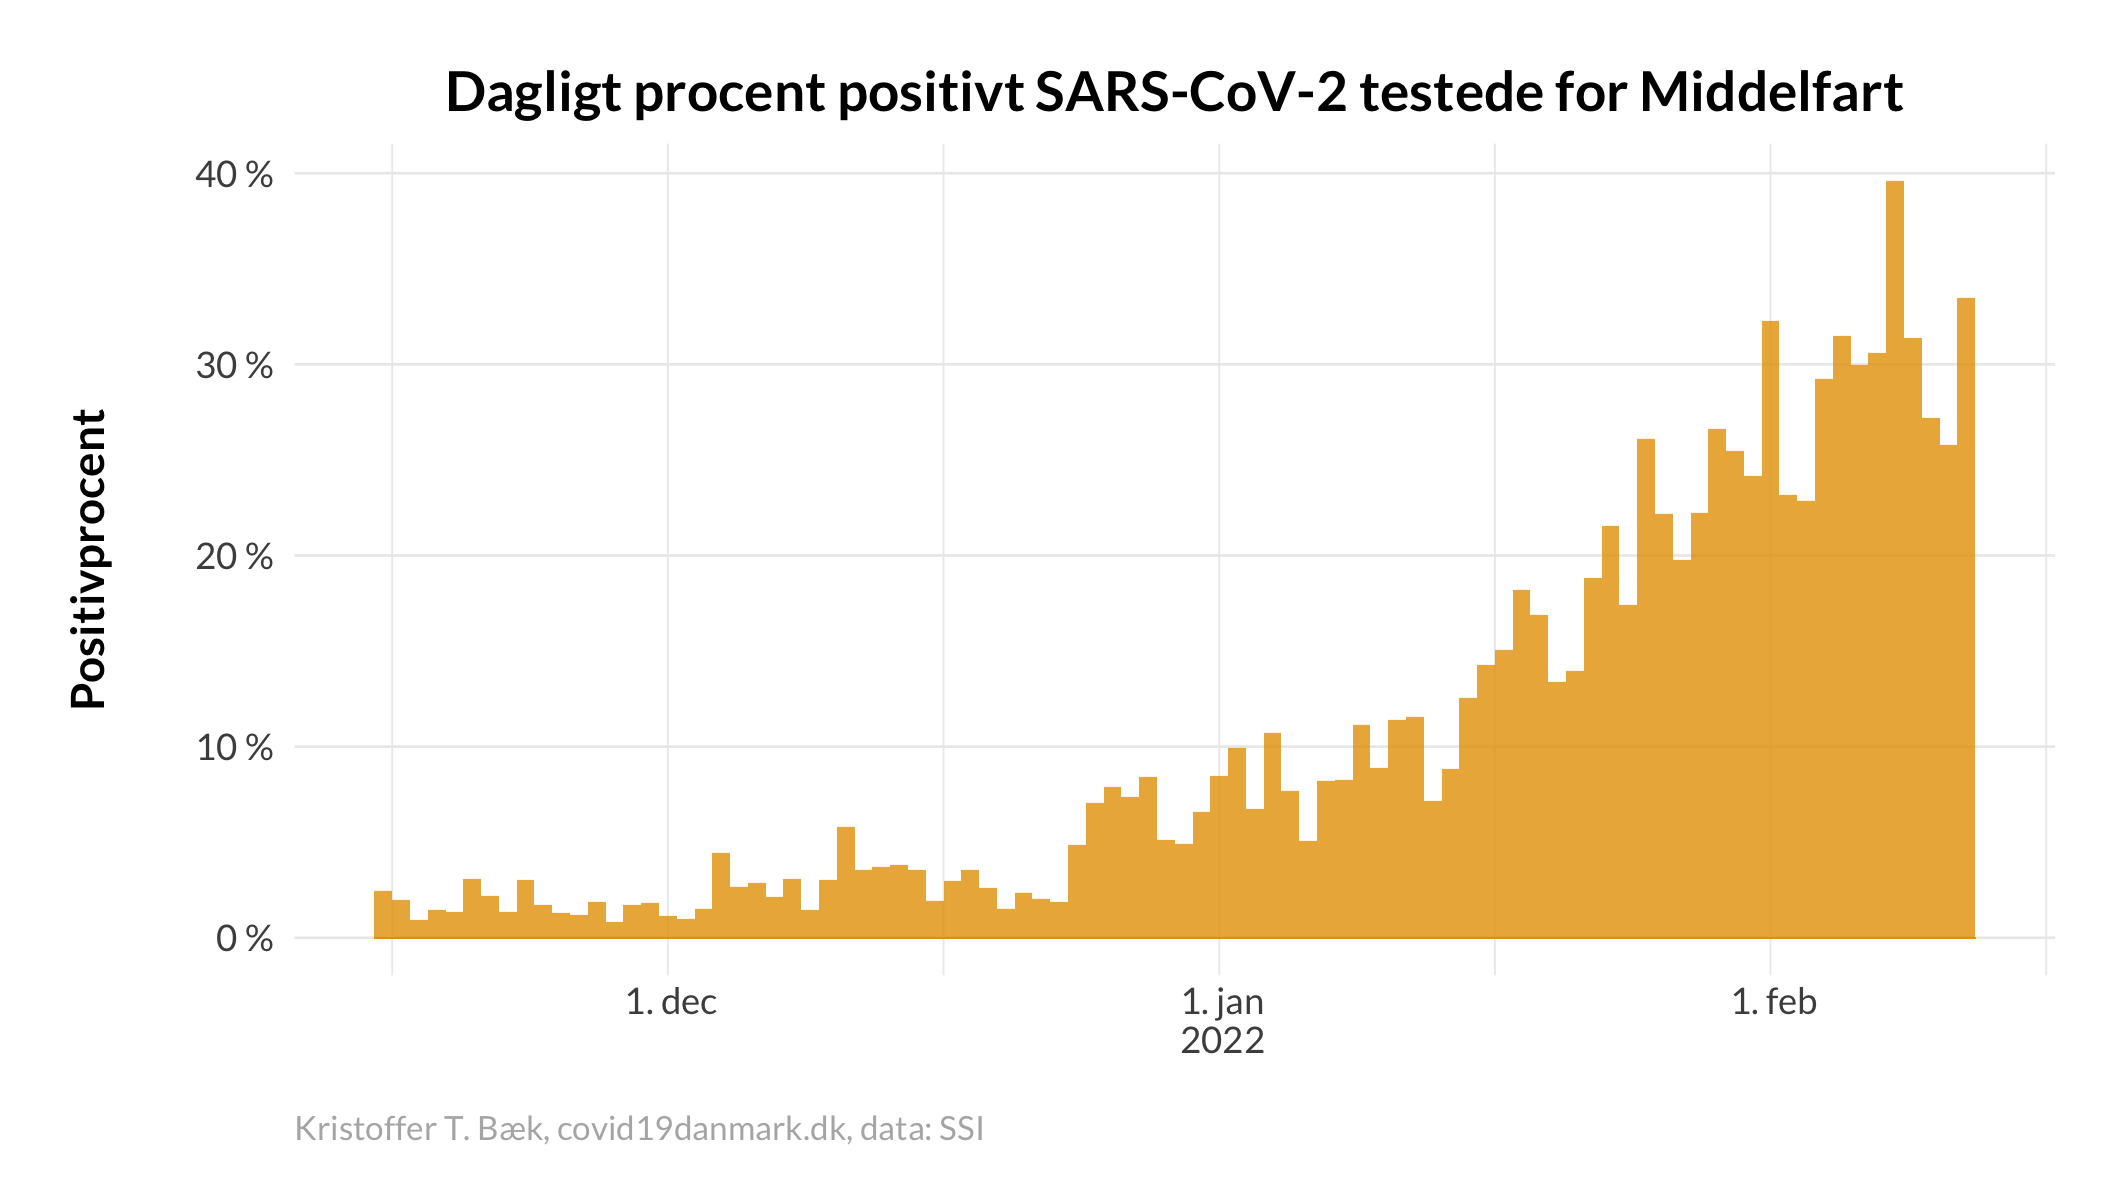 Dagligt procent positivt SARS-CoV-2 testede for Middelfart
Positivprocent
40 %
30 %
20 %
10 %
0 %
1. dec
1. jan
2022
1. feb
Kristoffer T. Bæk, covid19danmark.dk, data: SSI